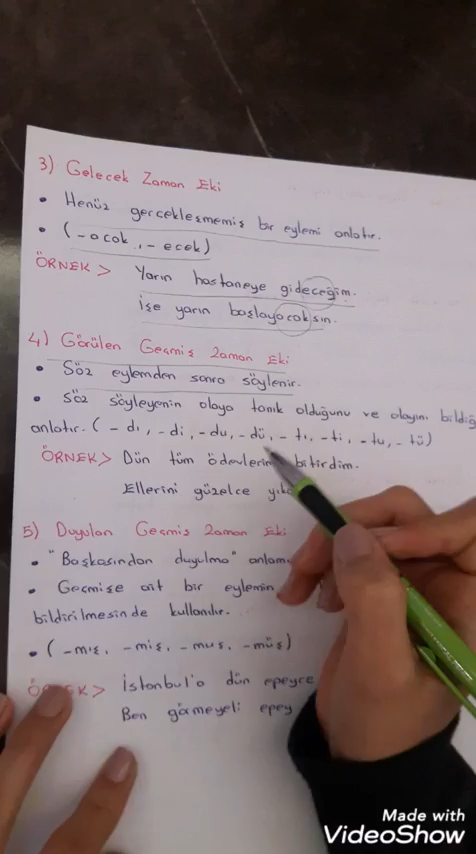 3) Gelecek Zaman Eki
• Henüz gerçekleşmemiş bir eylemi anlatır.
• (-acak, -ecek)
ÖRNEK > Yarın hastaneye gideceğim.
İşe yarın başlayacaksın.
4) Görülen Geçmiş Zaman Eki
• Söz eylemden sonra söylenir.
• Söz söyleyenin olaya tanık olduğunu ve olayını
anlatır. (-dı, -di, -du, -dü, -tı, -ti, -tu, -tü)
ÖRNEK > Dün tüm ödevlerini bitirdim.
Ellerini güzelce
5) Duyulan Geçmiş Zaman Eki
• "Başkasından duyulma"
• Geçmişe ait bir eylemin
bildirilmesinde kullanılır.
• (-mış, -miş, -muş, -müş)
ÖRNEK > İstanbul'a dün epeyce
Ben görmeyeli epey
Made with
VideoShow